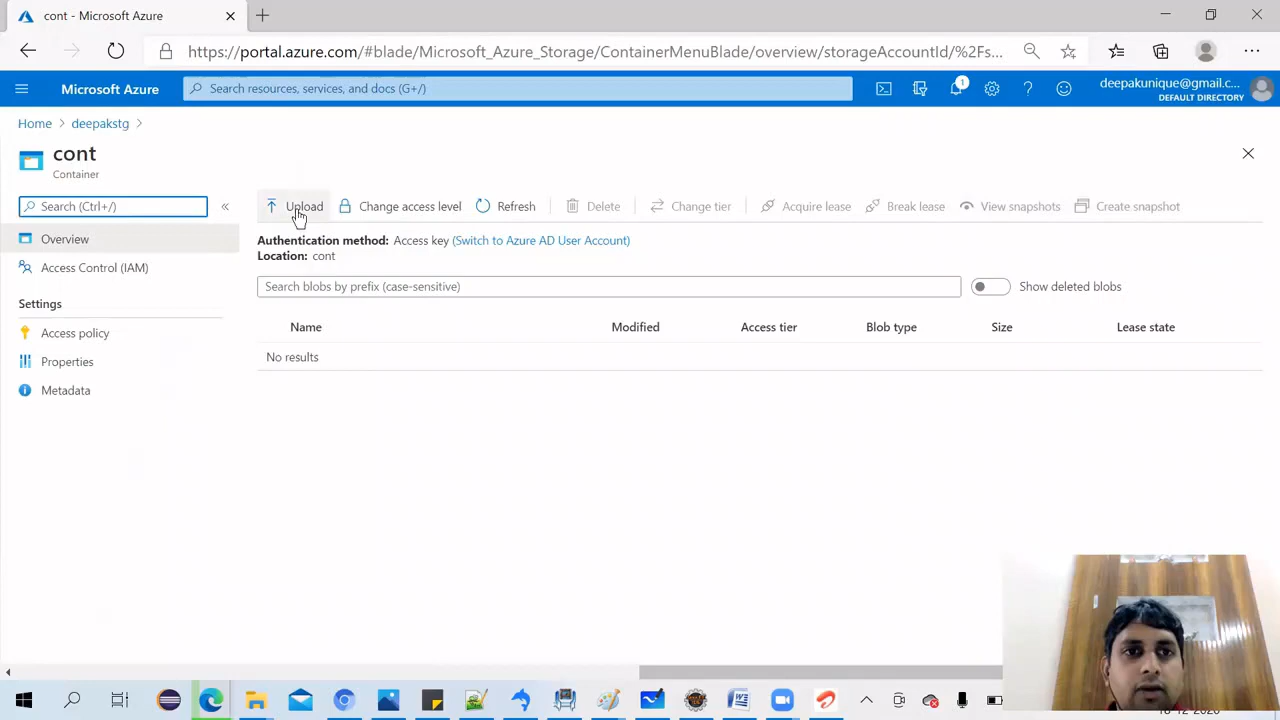 cont - Microsoft Azure
https://portal.azure.com/#blade/Microsoft_Azure_Storage/ContainerMenuBlade/overview/storageAccountId/%2Fs...
Microsoft Azure
Search resources, services, and docs (G+/)
1
deepakunique@gmail.c...
DEFAULT DIRECTORY
Home > deepakstg >
cont
Container
Search (Ctrl+/)
«
Upload
Change access level
Refresh
Delete
Change tier
Acquire lease
Break lease
View snapshots
Create snapshot
Overview
Access Control (IAM)
Settings
Access policy
Properties
Metadata
Authentication method: Access key (Switch to Azure AD User Account)
Location: cont
Search blobs by prefix (case-sensitive)
Show deleted blobs
Name Modified Access tier Blob type Size Lease state
No results